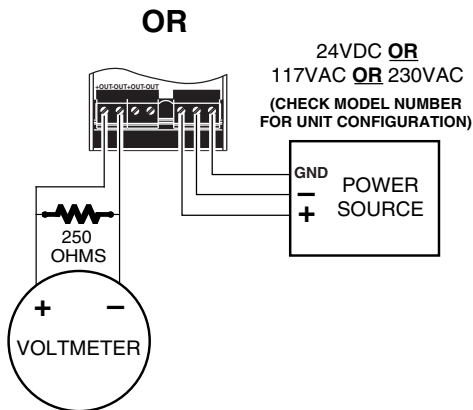 OR
24VDC OR
117VAC OR 230VAC
(CHECK MODEL NUMBER
FOR UNIT CONFIGURATION)
+OUT-OUT+OUT-OUT
GND
−
+
POWER
SOURCE
250
OHMS
+ −
VOLTMETER